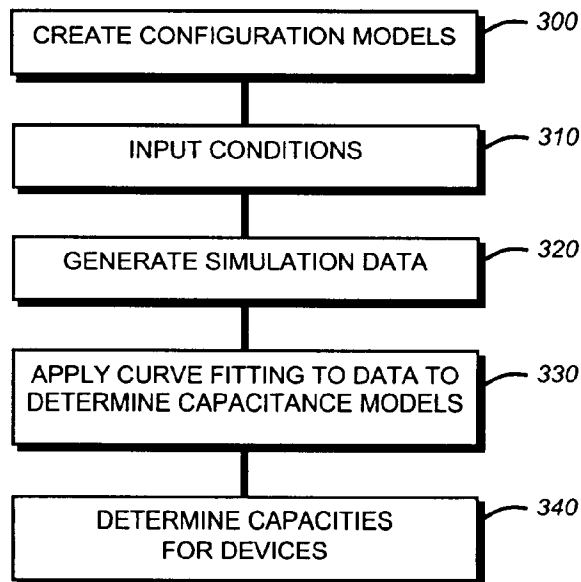 CREATE CONFIGURATION MODELS
300
INPUT CONDITIONS
310
GENERATE SIMULATION DATA
320
APPLY CURVE FITTING TO DATA TO
DETERMINE CAPACITANCE MODELS
330
DETERMINE CAPACITIES
FOR DEVICES
340